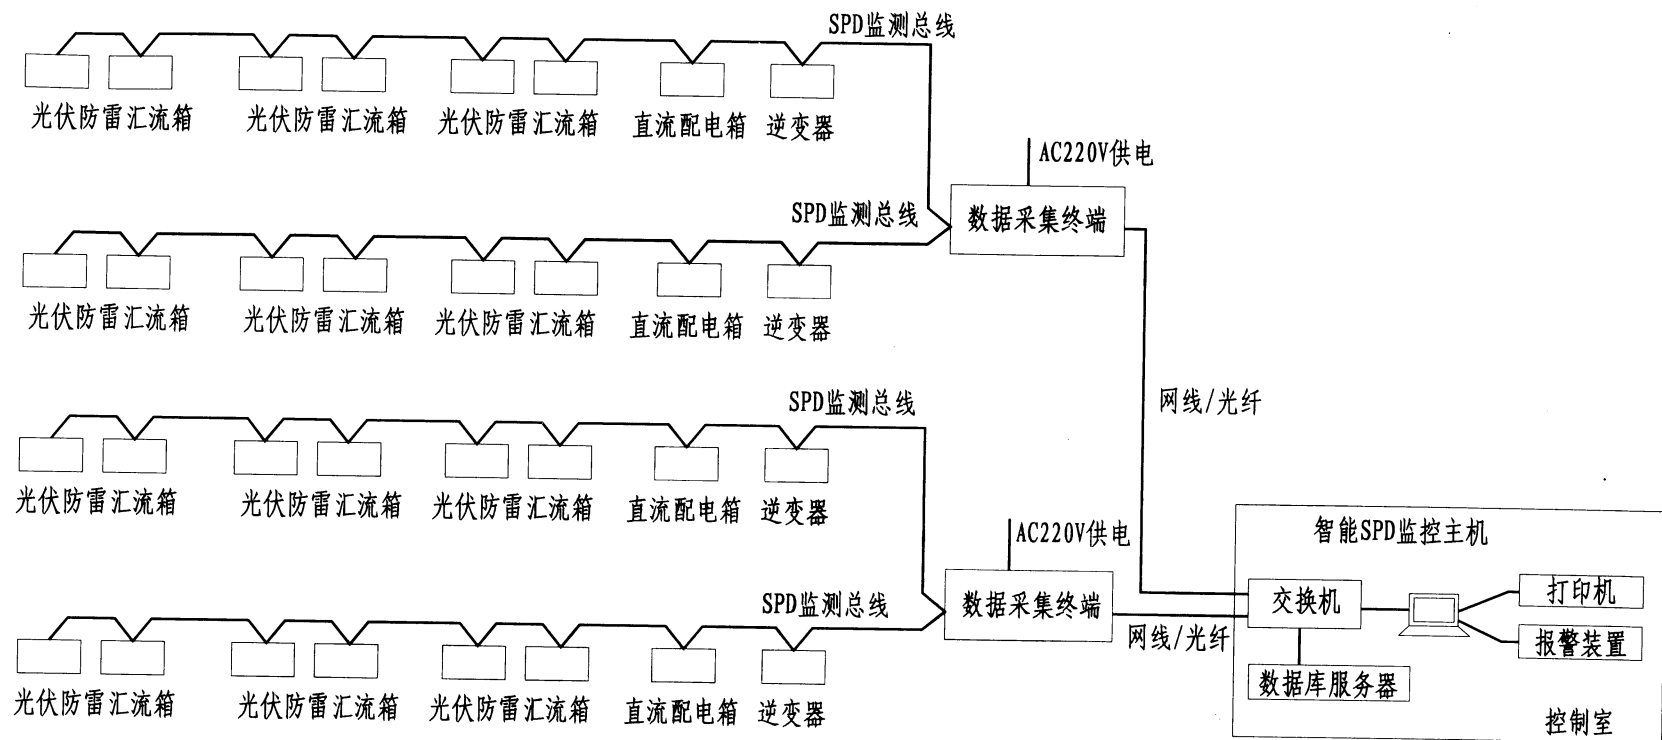 SPD监测总线
光伏防雷汇流箱
光伏防雷汇流箱
光伏防雷汇流箱
直流配电箱
逆变器
AC220V供电
SPD监测总线
数据采集终端
光伏防雷汇流箱
光伏防雷汇流箱
光伏防雷汇流箱
直流配电箱
逆变器
SPD监测总线
网线/光纤
光伏防雷汇流箱
光伏防雷汇流箱
光伏防雷汇流箱
直流配电箱
逆变器
AC220V供电
智能SPD监控主机
SPD监测总线
数据采集终端
交换机
打印机
网线/光纤
报警装置
数据库服务器
光伏防雷汇流箱
光伏防雷汇流箱
光伏防雷汇流箱
直流配电箱
逆变器
控制室